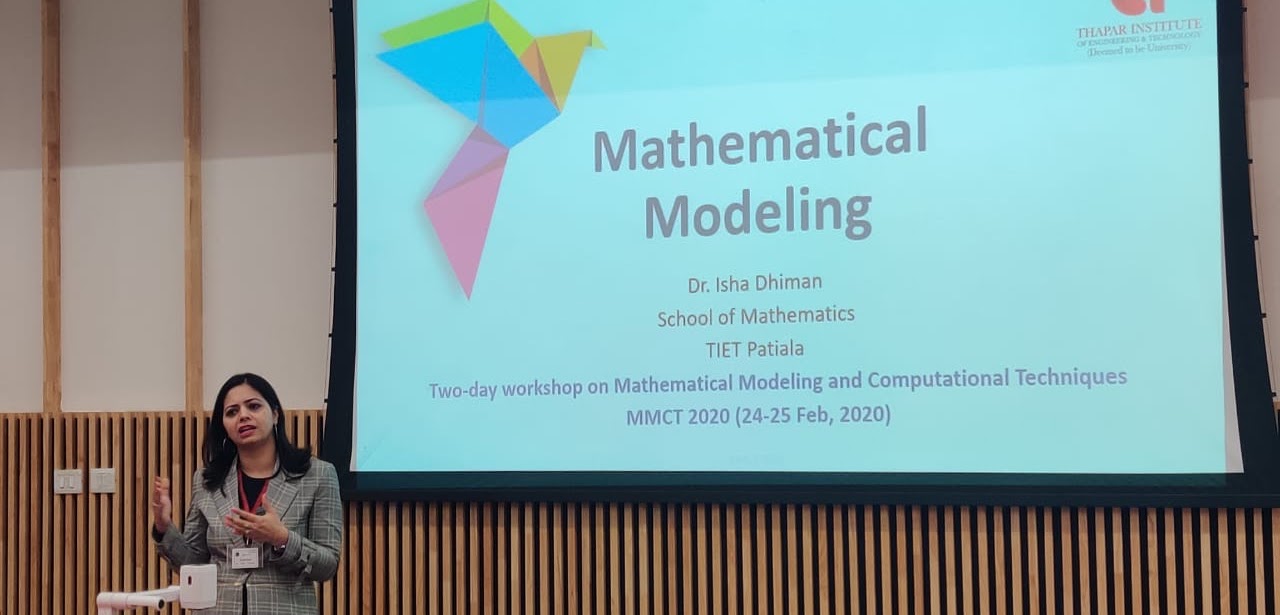 THAPAR INSTITUTE
OF ENGINEERING & TECHNOLOGY
(Deemed to be University)
Mathematical
Modeling
Dr. Isha Dhiman
School of Mathematics
TIET Patiala
Two-day workshop on Mathematical Modeling and Computational Techniques
MMCT 2020 (24-25 Feb, 2020)